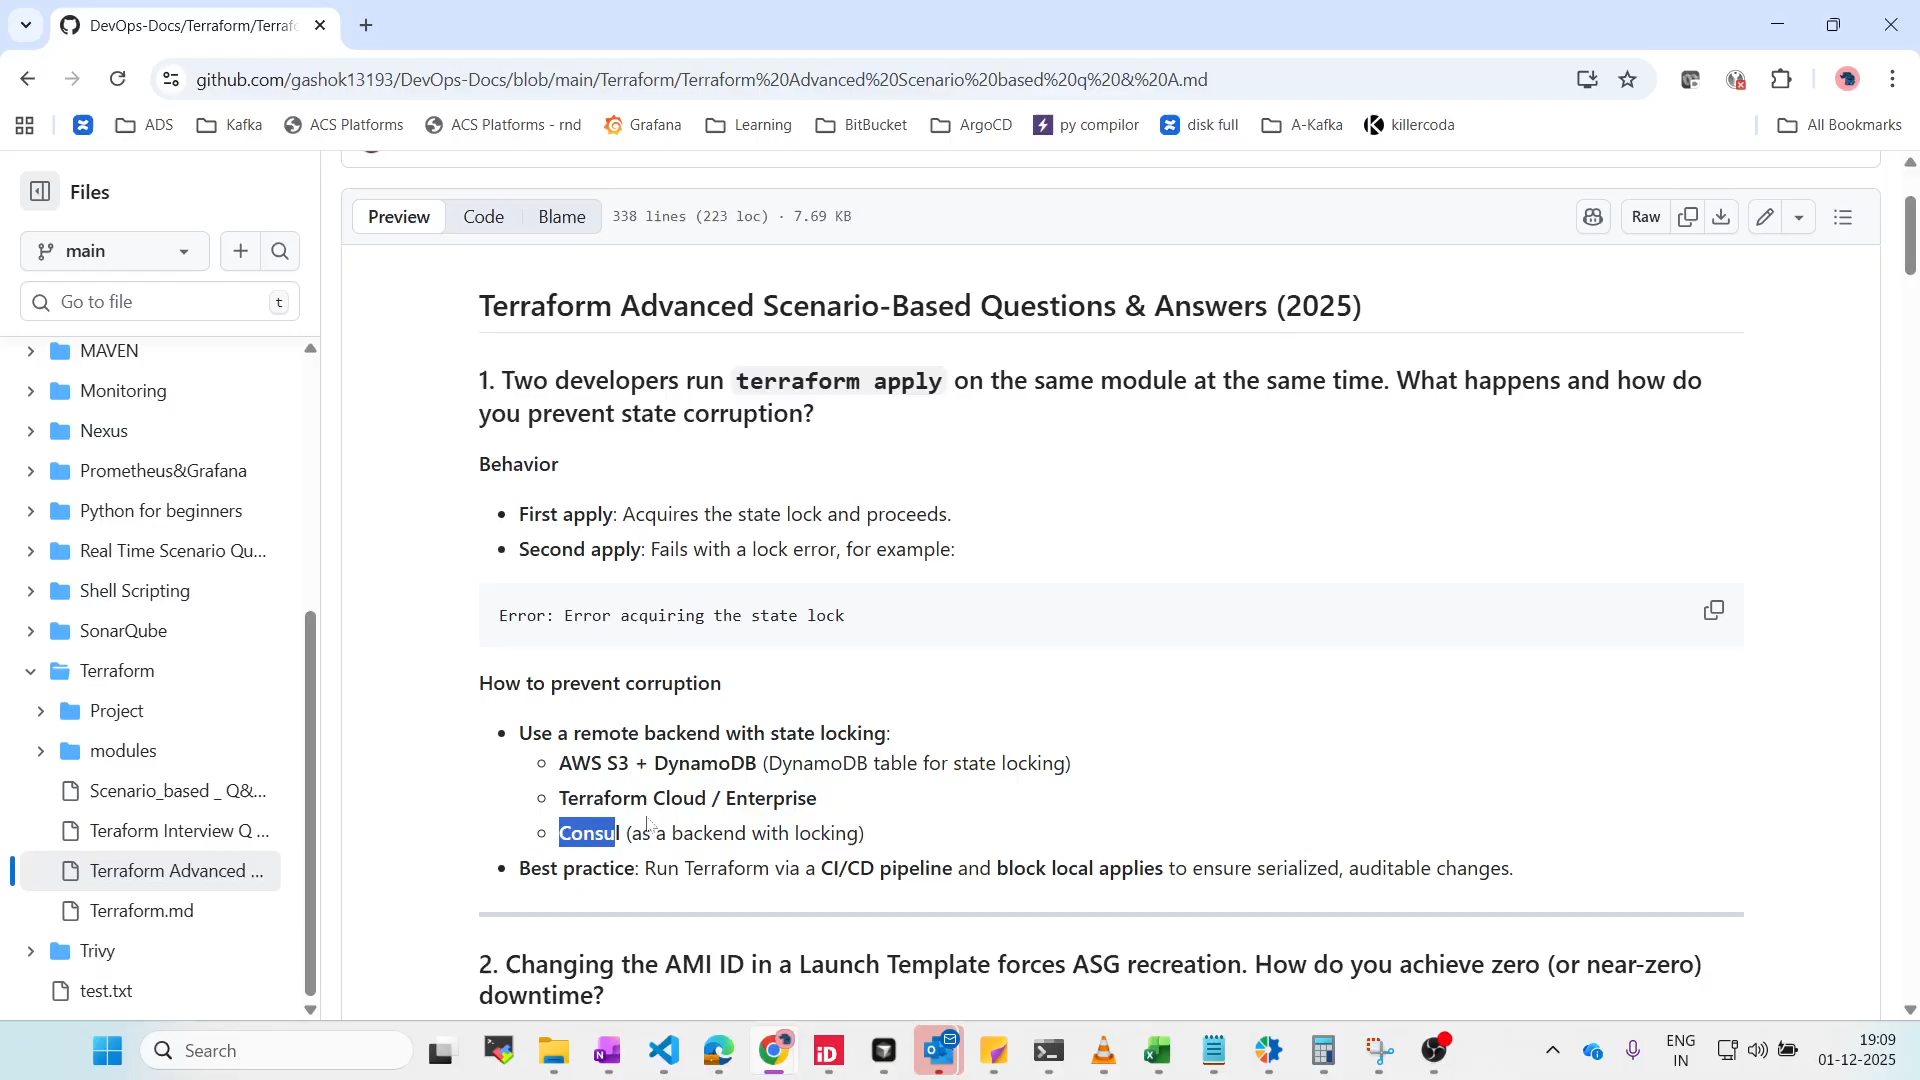 DevOps-Docs/Terraform/Terrafo
github.com/gashok13193/DevOps-Docs/blob/main/Terraform/Terraform%20Advanced%20Scenario%20based%20q%20&%20A.md
ADS
Kafka
ACS Platforms
ACS Platforms - rnd
Grafana
Learning
BitBucket
ArgoCD
py compilor
disk full
A-Kafka
killercoda
All Bookmarks
Files
main
Go to file
t
MAVEN
Monitoring
Nexus
Prometheus&Grafana
Python for beginners
Real Time Scenario Qu...
Shell Scripting
SonarQube
Terraform
Project
modules
Scenario_based _ Q&...
Teraform Interview Q ...
Terraform Advanced ...
Terraform.md
Trivy
test.txt
Preview Code Blame 338 lines (223 loc) · 7.69 KB
Raw
Terraform Advanced Scenario-Based Questions & Answers (2025)
1. Two developers run terraform apply on the same module at the same time. What happens and how do
you prevent state corruption?
Behavior
• First apply: Acquires the state lock and proceeds.
• Second apply: Fails with a lock error, for example:
Error: Error acquiring the state lock
How to prevent corruption
• Use a remote backend with state locking:
AWS S3 + DynamoDB (DynamoDB table for state locking)
Terraform Cloud / Enterprise
Consul (as a backend with locking)
• Best practice: Run Terraform via a CI/CD pipeline and block local applies to ensure serialized, auditable changes.
2. Changing the AMI ID in a Launch Template forces ASG recreation. How do you achieve zero (or near-zero)
downtime?
Search
iD
ENG
IN
19:09
01-12-2025